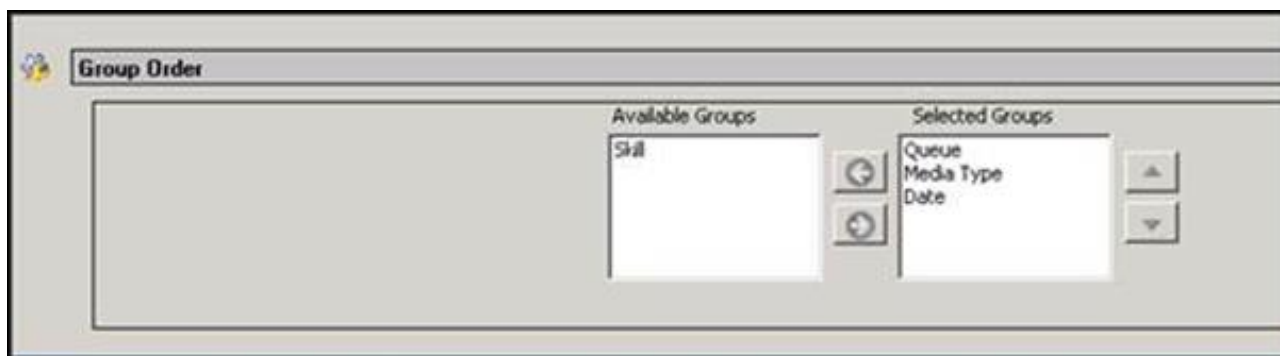 Group Order
Available Groups
Selected Groups
Skill
Queue
Media Type
Date